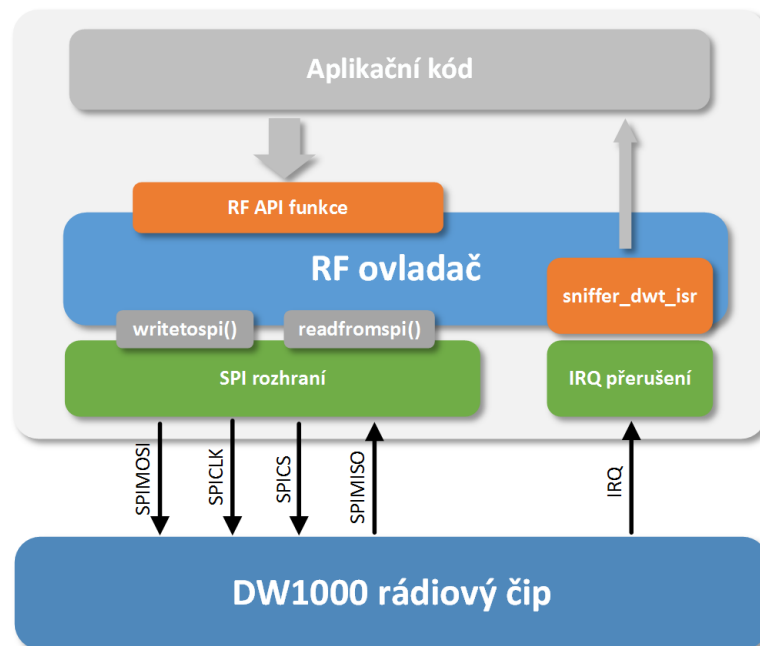 Aplikační kód
RF API funkce
RF ovladač
sniffer_dwt_isr
writetospi()
readfromspi()
SPI rozhraní
IRQ přerušení
SPIMOSI
SPICLK
SPICS
SPIMISO
IRQ
DW1000 rádiový čip